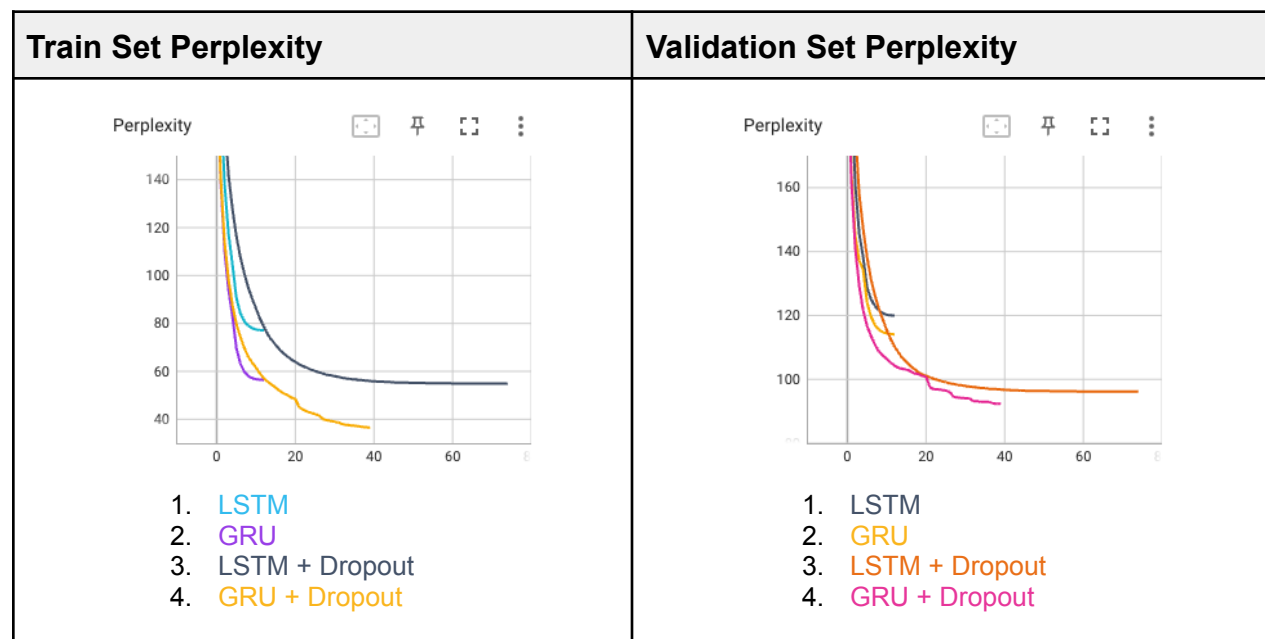 Train Set Perplexity
Validation Set Perplexity
Perplexity
140
120
100
80
60
40
0 20 40 60 8
1. LSTM
2. GRU
3. LSTM + Dropout
4. GRU + Dropout
Perplexity
160
140
120
100
0 20 40 60 8
1. LSTM
2. GRU
3. LSTM + Dropout
4. GRU + Dropout